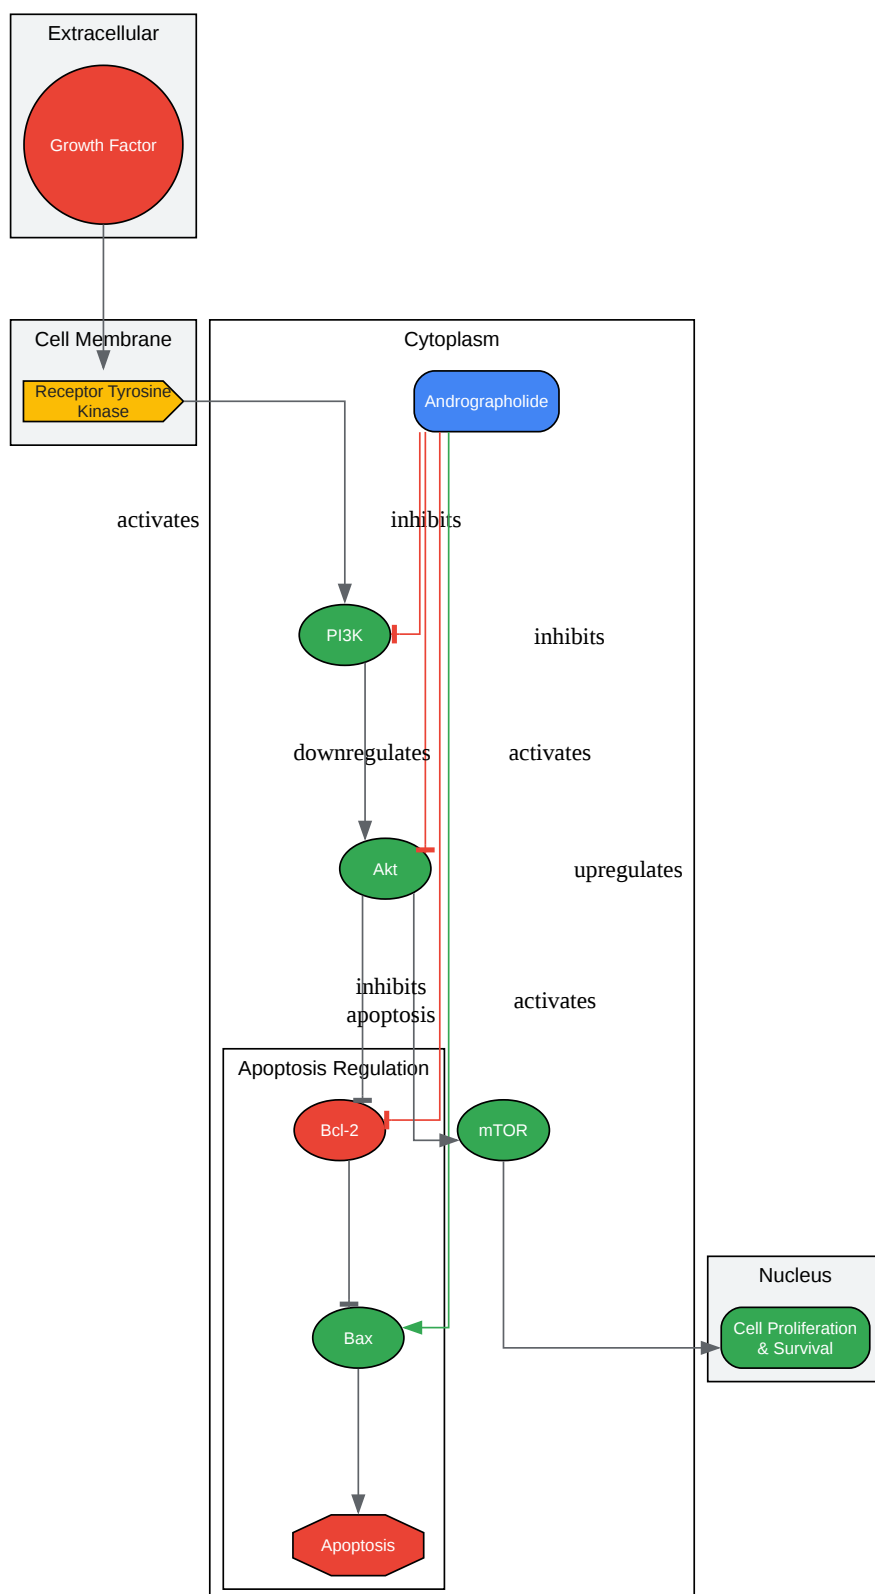 Extracellular
Growth Factor
Cell Membrane
Cytoplasm
Receptor Tyrosine
Kinase
Andrographolide
activates
inhibits
PI3K
inhibits
downregulates
activates
Akt
upregulates
inhibits
apoptosis
activates
Apoptosis Regulation
Bcl-2
mTOR
Nucleus
Cell Proliferation
& Survival
Bax
Apoptosis